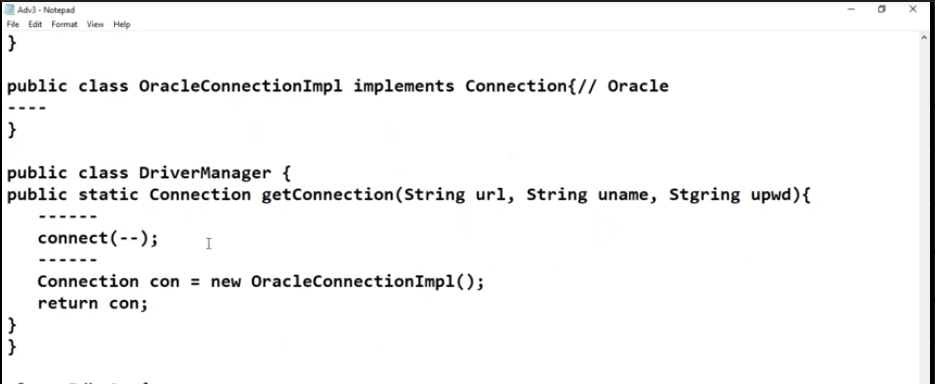 Adv3 - Notepad
File Edit Format View Help
}
public class OracleConnectionImpl implements Connection{// Oracle
----
}
public class DriverManager {
public static Connection getConnection(String url, String uname, Stgring upwd){
------
connect(--);
------
Connection con = new OracleConnectionImpl();
return con;
}
}